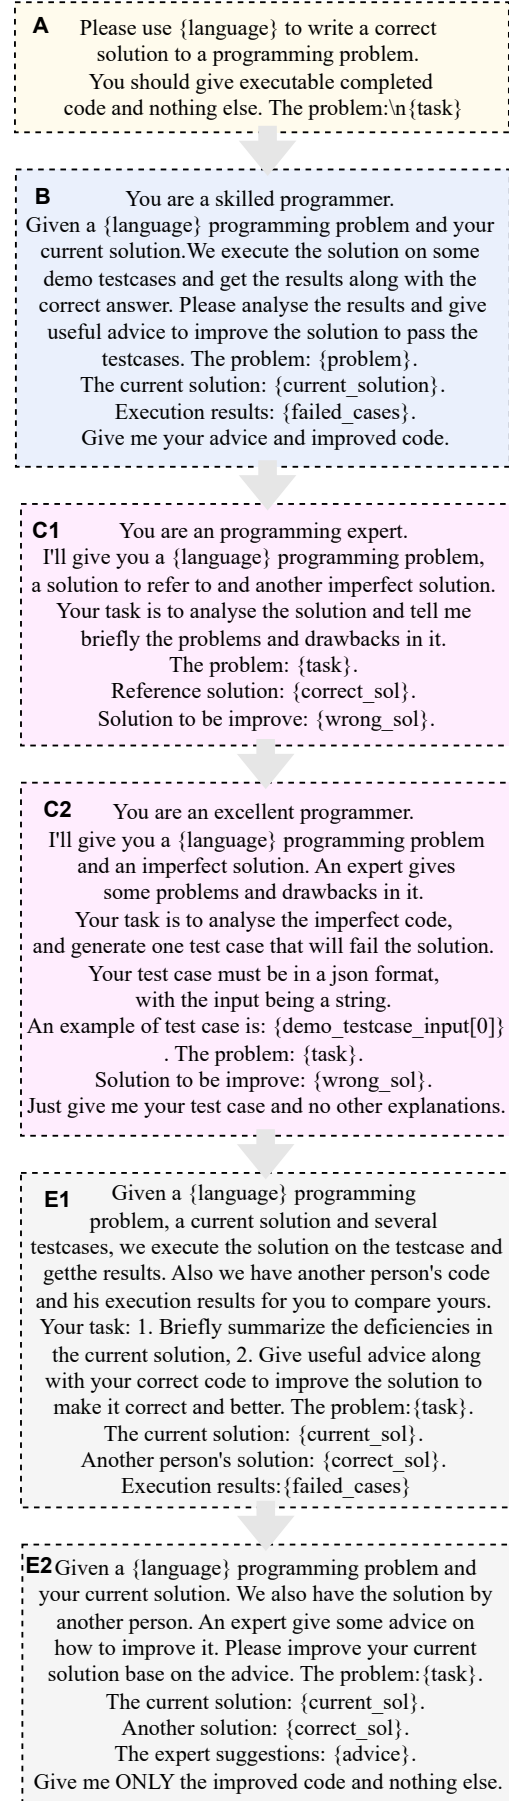 A Please use {language} to write a correct
solution to a programming problem.
You should give executable completed
code and nothing else. The problem:\n{task}
B You are a skilled programmer.
Given a {language} programming problem and your
current solution.We execute the solution on some
demo testcases and get the results along with the
correct answer. Please analyse the results and give
useful advice to improve the solution to pass the
testcases. The problem: {problem}.
The current solution: {current_solution}.
Execution results: {failed_cases}.
Give me your advice and improved code.
C1 You are an programming expert.
I'll give you a {language} programming problem,
a solution to refer to and another imperfect solution.
Your task is to analyse the solution and tell me
briefly the problems and drawbacks in it.
The problem: {task}.
Reference solution: {correct_sol}.
Solution to be improve: {wrong_sol}.
C2 You are an excellent programmer.
I'll give you a {language} programming problem
and an imperfect solution. An expert gives
some problems and drawbacks in it.
Your task is to analyse the imperfect code,
and generate one test case that will fail the solution.
Your test case must be in a json format,
with the input being a string.
An example of test case is: {demo_testcase_input[0]}
. The problem: {task}.
Solution to be improve: {wrong_sol}.
Just give me your test case and no other explanations.
E1 Given a {language} programming
problem, a current solution and several
testcases, we execute the solution on the testcase and
getthe results. Also we have another person's code
and his execution results for you to compare yours.
Your task: 1. Briefly summarize the deficiencies in
the current solution, 2. Give useful advice along
with your correct code to improve the solution to
make it correct and better. The problem:{task}.
The current solution: {current_sol}.
Another person's solution: {correct_sol}.
Execution results:{failed_cases}
E2 Given a {language} programming problem and
your current solution. We also have the solution by
another person. An expert give some advice on
how to improve it. Please improve your current
solution base on the advice. The problem:{task}.
The current solution: {current_sol}.
Another solution: {correct_sol}.
The expert suggestions: {advice}.
Give me ONLY the improved code and nothing else.